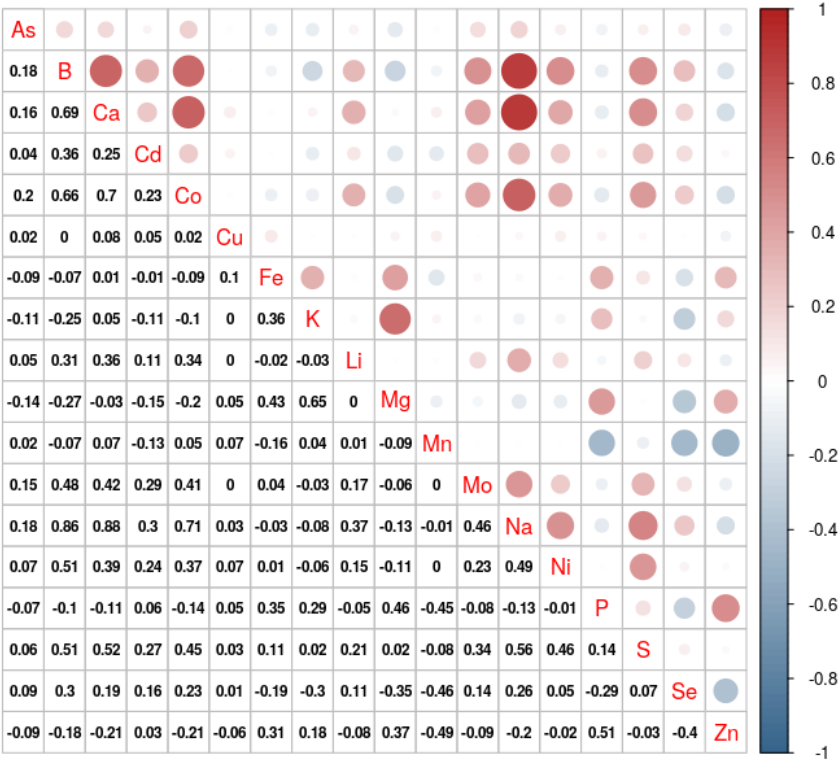 As
0.18 B
0.16 0.69 Ca
0.04 0.36 0.25 Cd
0.2 0.66 0.7 0.23 Co
0.02 0 0.08 0.05 0.02 Cu
-0.09 -0.07 0.01 -0.01 -0.09 0.1 Fe
-0.11 -0.25 0.05 -0.11 -0.1 0 0.36 K
0.05 0.31 0.36 0.11 0.34 0 -0.02 -0.03 Li
-0.14 -0.27 -0.03 -0.15 -0.2 0.05 0.43 0.65 0 Mg
0.02 -0.07 0.07 -0.13 0.05 0.07 -0.16 0.04 0.01 -0.09 Mn
0.15 0.48 0.42 0.29 0.41 0 0.04 -0.03 0.17 -0.06 0 Mo
0.18 0.86 0.88 0.3 0.71 0.03 -0.03 -0.08 0.37 -0.13 -0.01 0.46 Na
0.07 0.51 0.39 0.24 0.37 0.07 0.01 -0.06 0.15 -0.11 0 0.23 0.49 Ni
-0.07 -0.1 -0.11 0.06 -0.14 0.05 0.35 0.29 -0.05 0.46 -0.45 -0.08 -0.13 -0.01 P
0.06 0.51 0.52 0.27 0.45 0.03 0.11 0.02 0.21 0.02 -0.08 0.34 0.56 0.46 0.14 S
0.09 0.3 0.19 0.16 0.23 0.01 -0.19 -0.3 0.11 -0.35 -0.46 0.14 0.26 0.05 -0.29 0.07 Se
-0.09 -0.18 -0.21 0.03 -0.21 -0.06 0.31 0.18 -0.08 0.37 -0.49 -0.09 -0.2 -0.02 0.51 -0.03 -0.4 Zn
1
0.8
0.6
0.4
0.2
0
-0.2
-0.4
-0.6
-0.8
-1